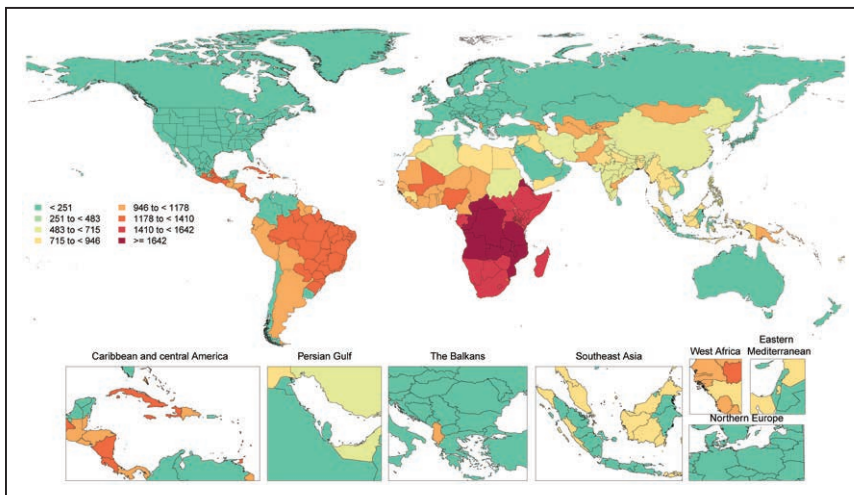 < 251
251 to < 483
483 to < 715
715 to < 946
946 to < 1178
1178 to < 1410
1410 to < 1642
>= 1642
Caribbean and central America
Persian Gulf
The Balkans
Southeast Asia
West Africa
Eastern
Mediterranean
Northern Europe